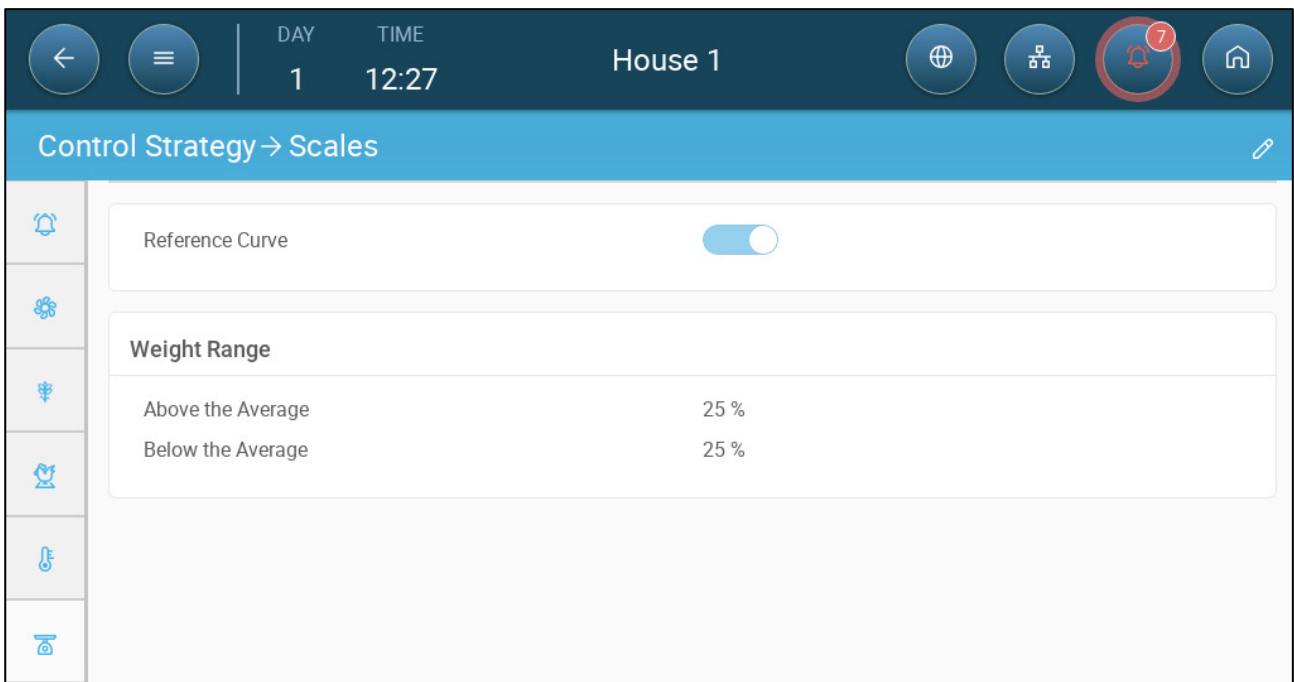 DAY TIME
1 12:27
House 1
7
Control Strategy → Scales
Reference Curve
Weight Range
Above the Average 25 %
Below the Average 25 %